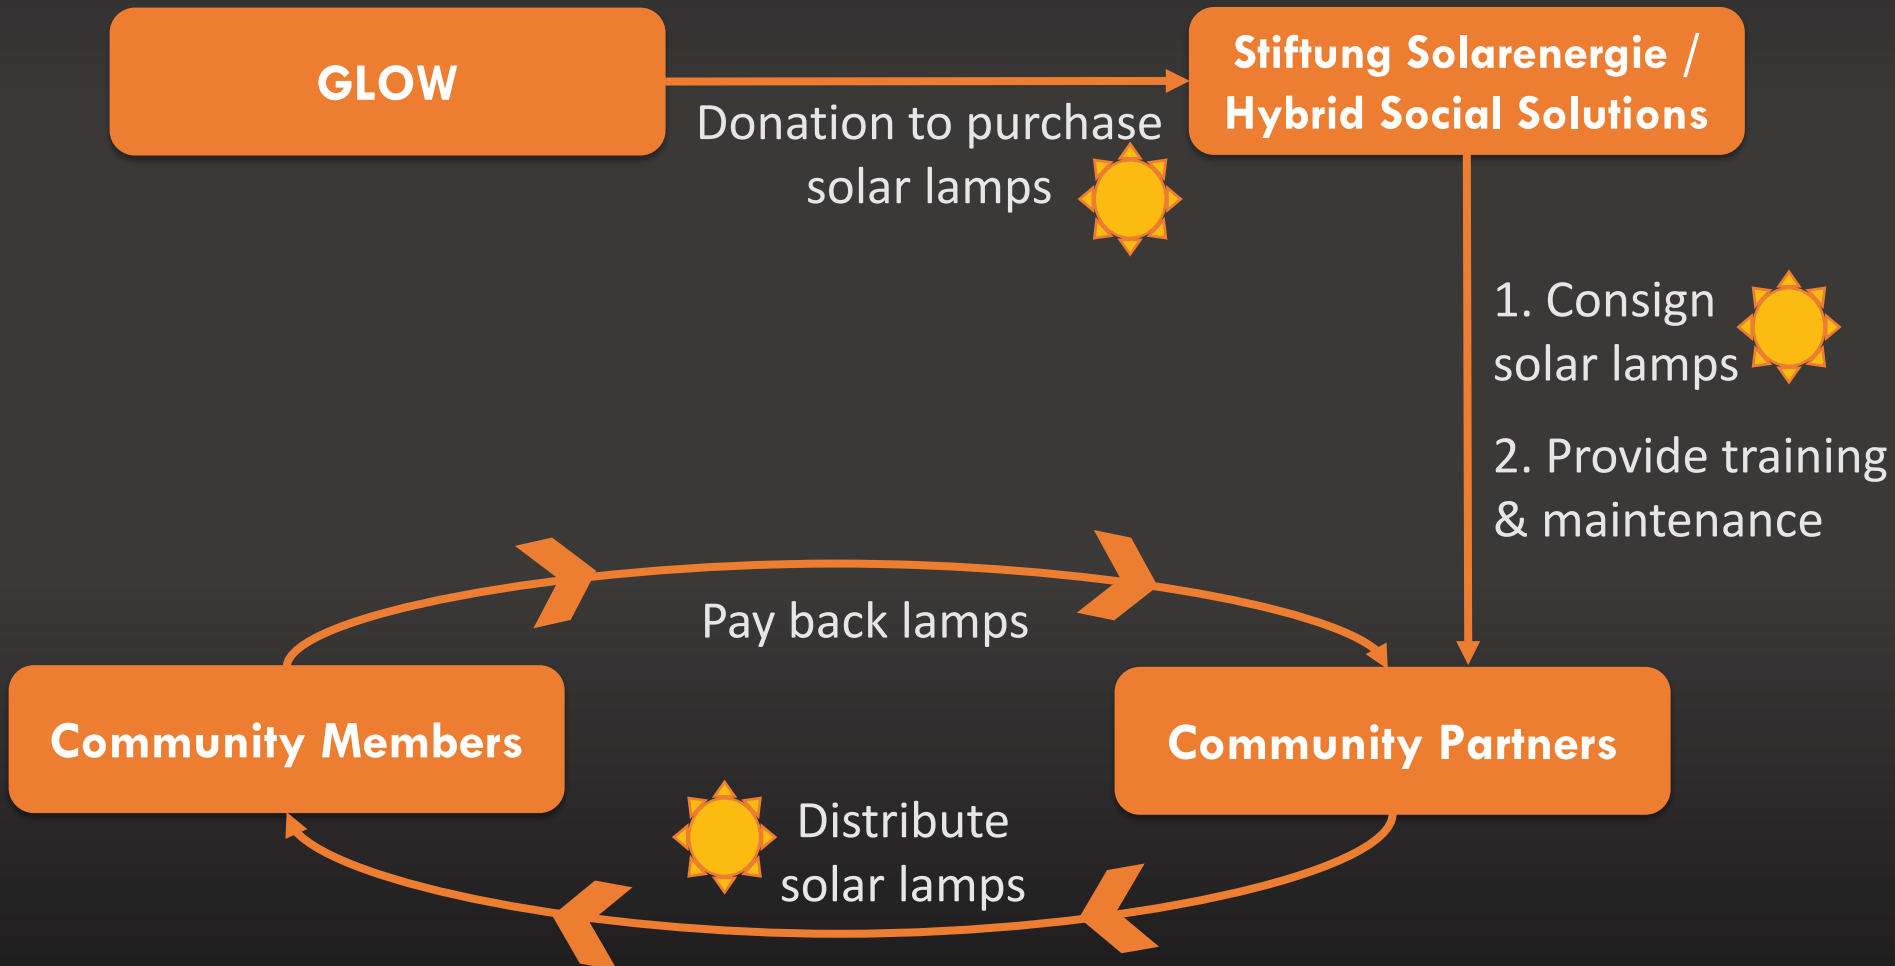 GLOW
Stiftung Solarenergie /
Hybrid Social Solutions
Donation to purchase
solar lamps
1. Consign
solar lamps
2. Provide training
& maintenance
Pay back lamps
Community Members
Community Partners
Distribute
solar lamps